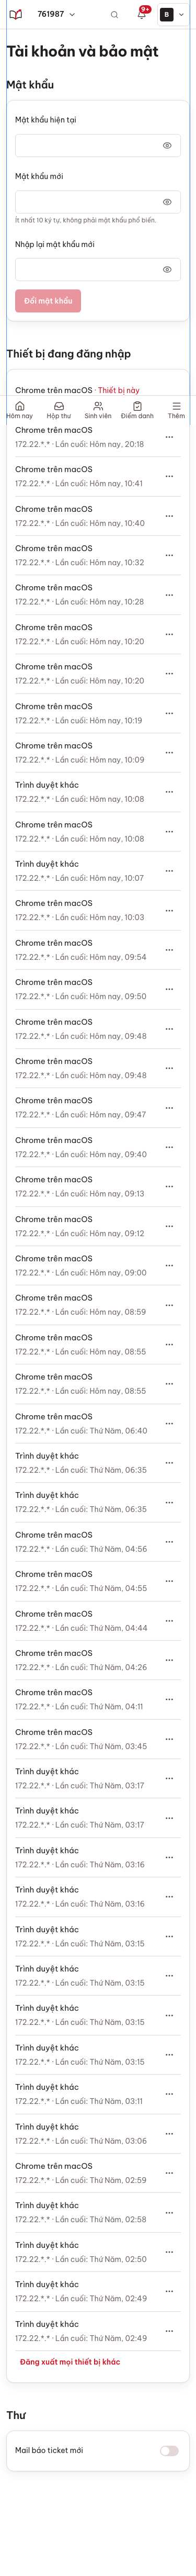 761987
9+
B
Tài khoản và bảo mật
Mật khẩu
Mật khẩu hiện tại
Mật khẩu mới
Ít nhất 10 ký tự, không phải mật khẩu phổ biến.
Nhập lại mật khẩu mới
Đổi mật khẩu
Thiết bị đang đăng nhập
Chrome trên macOS · Thiết bị này
Hôm nay
Hộp thư
Sinh viên
Điểm danh
Thêm
Chrome trên macOS
172.22.*.* · Lần cuối: Hôm nay, 20:18
Chrome trên macOS
172.22.*.* · Lần cuối: Hôm nay, 10:41
Chrome trên macOS
172.22.*.* · Lần cuối: Hôm nay, 10:40
Chrome trên macOS
172.22.*.* · Lần cuối: Hôm nay, 10:32
Chrome trên macOS
172.22.*.* · Lần cuối: Hôm nay, 10:28
Chrome trên macOS
172.22.*.* · Lần cuối: Hôm nay, 10:20
Chrome trên macOS
172.22.*.* · Lần cuối: Hôm nay, 10:20
Chrome trên macOS
172.22.*.* · Lần cuối: Hôm nay, 10:19
Chrome trên macOS
172.22.*.* · Lần cuối: Hôm nay, 10:09
Trình duyệt khác
172.22.*.* · Lần cuối: Hôm nay, 10:08
Chrome trên macOS
172.22.*.* · Lần cuối: Hôm nay, 10:08
Trình duyệt khác
172.22.*.* · Lần cuối: Hôm nay, 10:07
Chrome trên macOS
172.22.*.* · Lần cuối: Hôm nay, 10:03
Chrome trên macOS
172.22.*.* · Lần cuối: Hôm nay, 09:54
Chrome trên macOS
172.22.*.* · Lần cuối: Hôm nay, 09:50
Chrome trên macOS
172.22.*.* · Lần cuối: Hôm nay, 09:48
Chrome trên macOS
172.22.*.* · Lần cuối: Hôm nay, 09:48
Chrome trên macOS
172.22.*.* · Lần cuối: Hôm nay, 09:47
Chrome trên macOS
172.22.*.* · Lần cuối: Hôm nay, 09:40
Chrome trên macOS
172.22.*.* · Lần cuối: Hôm nay, 09:13
Chrome trên macOS
172.22.*.* · Lần cuối: Hôm nay, 09:12
Chrome trên macOS
172.22.*.* · Lần cuối: Hôm nay, 09:00
Chrome trên macOS
172.22.*.* · Lần cuối: Hôm nay, 08:59
Chrome trên macOS
172.22.*.* · Lần cuối: Hôm nay, 08:55
Chrome trên macOS
172.22.*.* · Lần cuối: Hôm nay, 08:55
Chrome trên macOS
172.22.*.* · Lần cuối: Thứ Năm, 06:40
Trình duyệt khác
172.22.*.* · Lần cuối: Thứ Năm, 06:35
Trình duyệt khác
172.22.*.* · Lần cuối: Thứ Năm, 06:35
Chrome trên macOS
172.22.*.* · Lần cuối: Thứ Năm, 04:56
Chrome trên macOS
172.22.*.* · Lần cuối: Thứ Năm, 04:55
Chrome trên macOS
172.22.*.* · Lần cuối: Thứ Năm, 04:44
Chrome trên macOS
172.22.*.* · Lần cuối: Thứ Năm, 04:26
Chrome trên macOS
172.22.*.* · Lần cuối: Thứ Năm, 04:11
Chrome trên macOS
172.22.*.* · Lần cuối: Thứ Năm, 03:45
Trình duyệt khác
172.22.*.* · Lần cuối: Thứ Năm, 03:17
Trình duyệt khác
172.22.*.* · Lần cuối: Thứ Năm, 03:17
Trình duyệt khác
172.22.*.* · Lần cuối: Thứ Năm, 03:16
Trình duyệt khác
172.22.*.* · Lần cuối: Thứ Năm, 03:16
Trình duyệt khác
172.22.*.* · Lần cuối: Thứ Năm, 03:15
Trình duyệt khác
172.22.*.* · Lần cuối: Thứ Năm, 03:15
Trình duyệt khác
172.22.*.* · Lần cuối: Thứ Năm, 03:15
Trình duyệt khác
172.22.*.* · Lần cuối: Thứ Năm, 03:15
Trình duyệt khác
172.22.*.* · Lần cuối: Thứ Năm, 03:11
Trình duyệt khác
172.22.*.* · Lần cuối: Thứ Năm, 03:06
Chrome trên macOS
172.22.*.* · Lần cuối: Thứ Năm, 02:59
Trình duyệt khác
172.22.*.* · Lần cuối: Thứ Năm, 02:58
Trình duyệt khác
172.22.*.* · Lần cuối: Thứ Năm, 02:50
Trình duyệt khác
172.22.*.* · Lần cuối: Thứ Năm, 02:49
Trình duyệt khác
172.22.*.* · Lần cuối: Thứ Năm, 02:49
Đăng xuất mọi thiết bị khác
Thư
Mail báo ticket mới